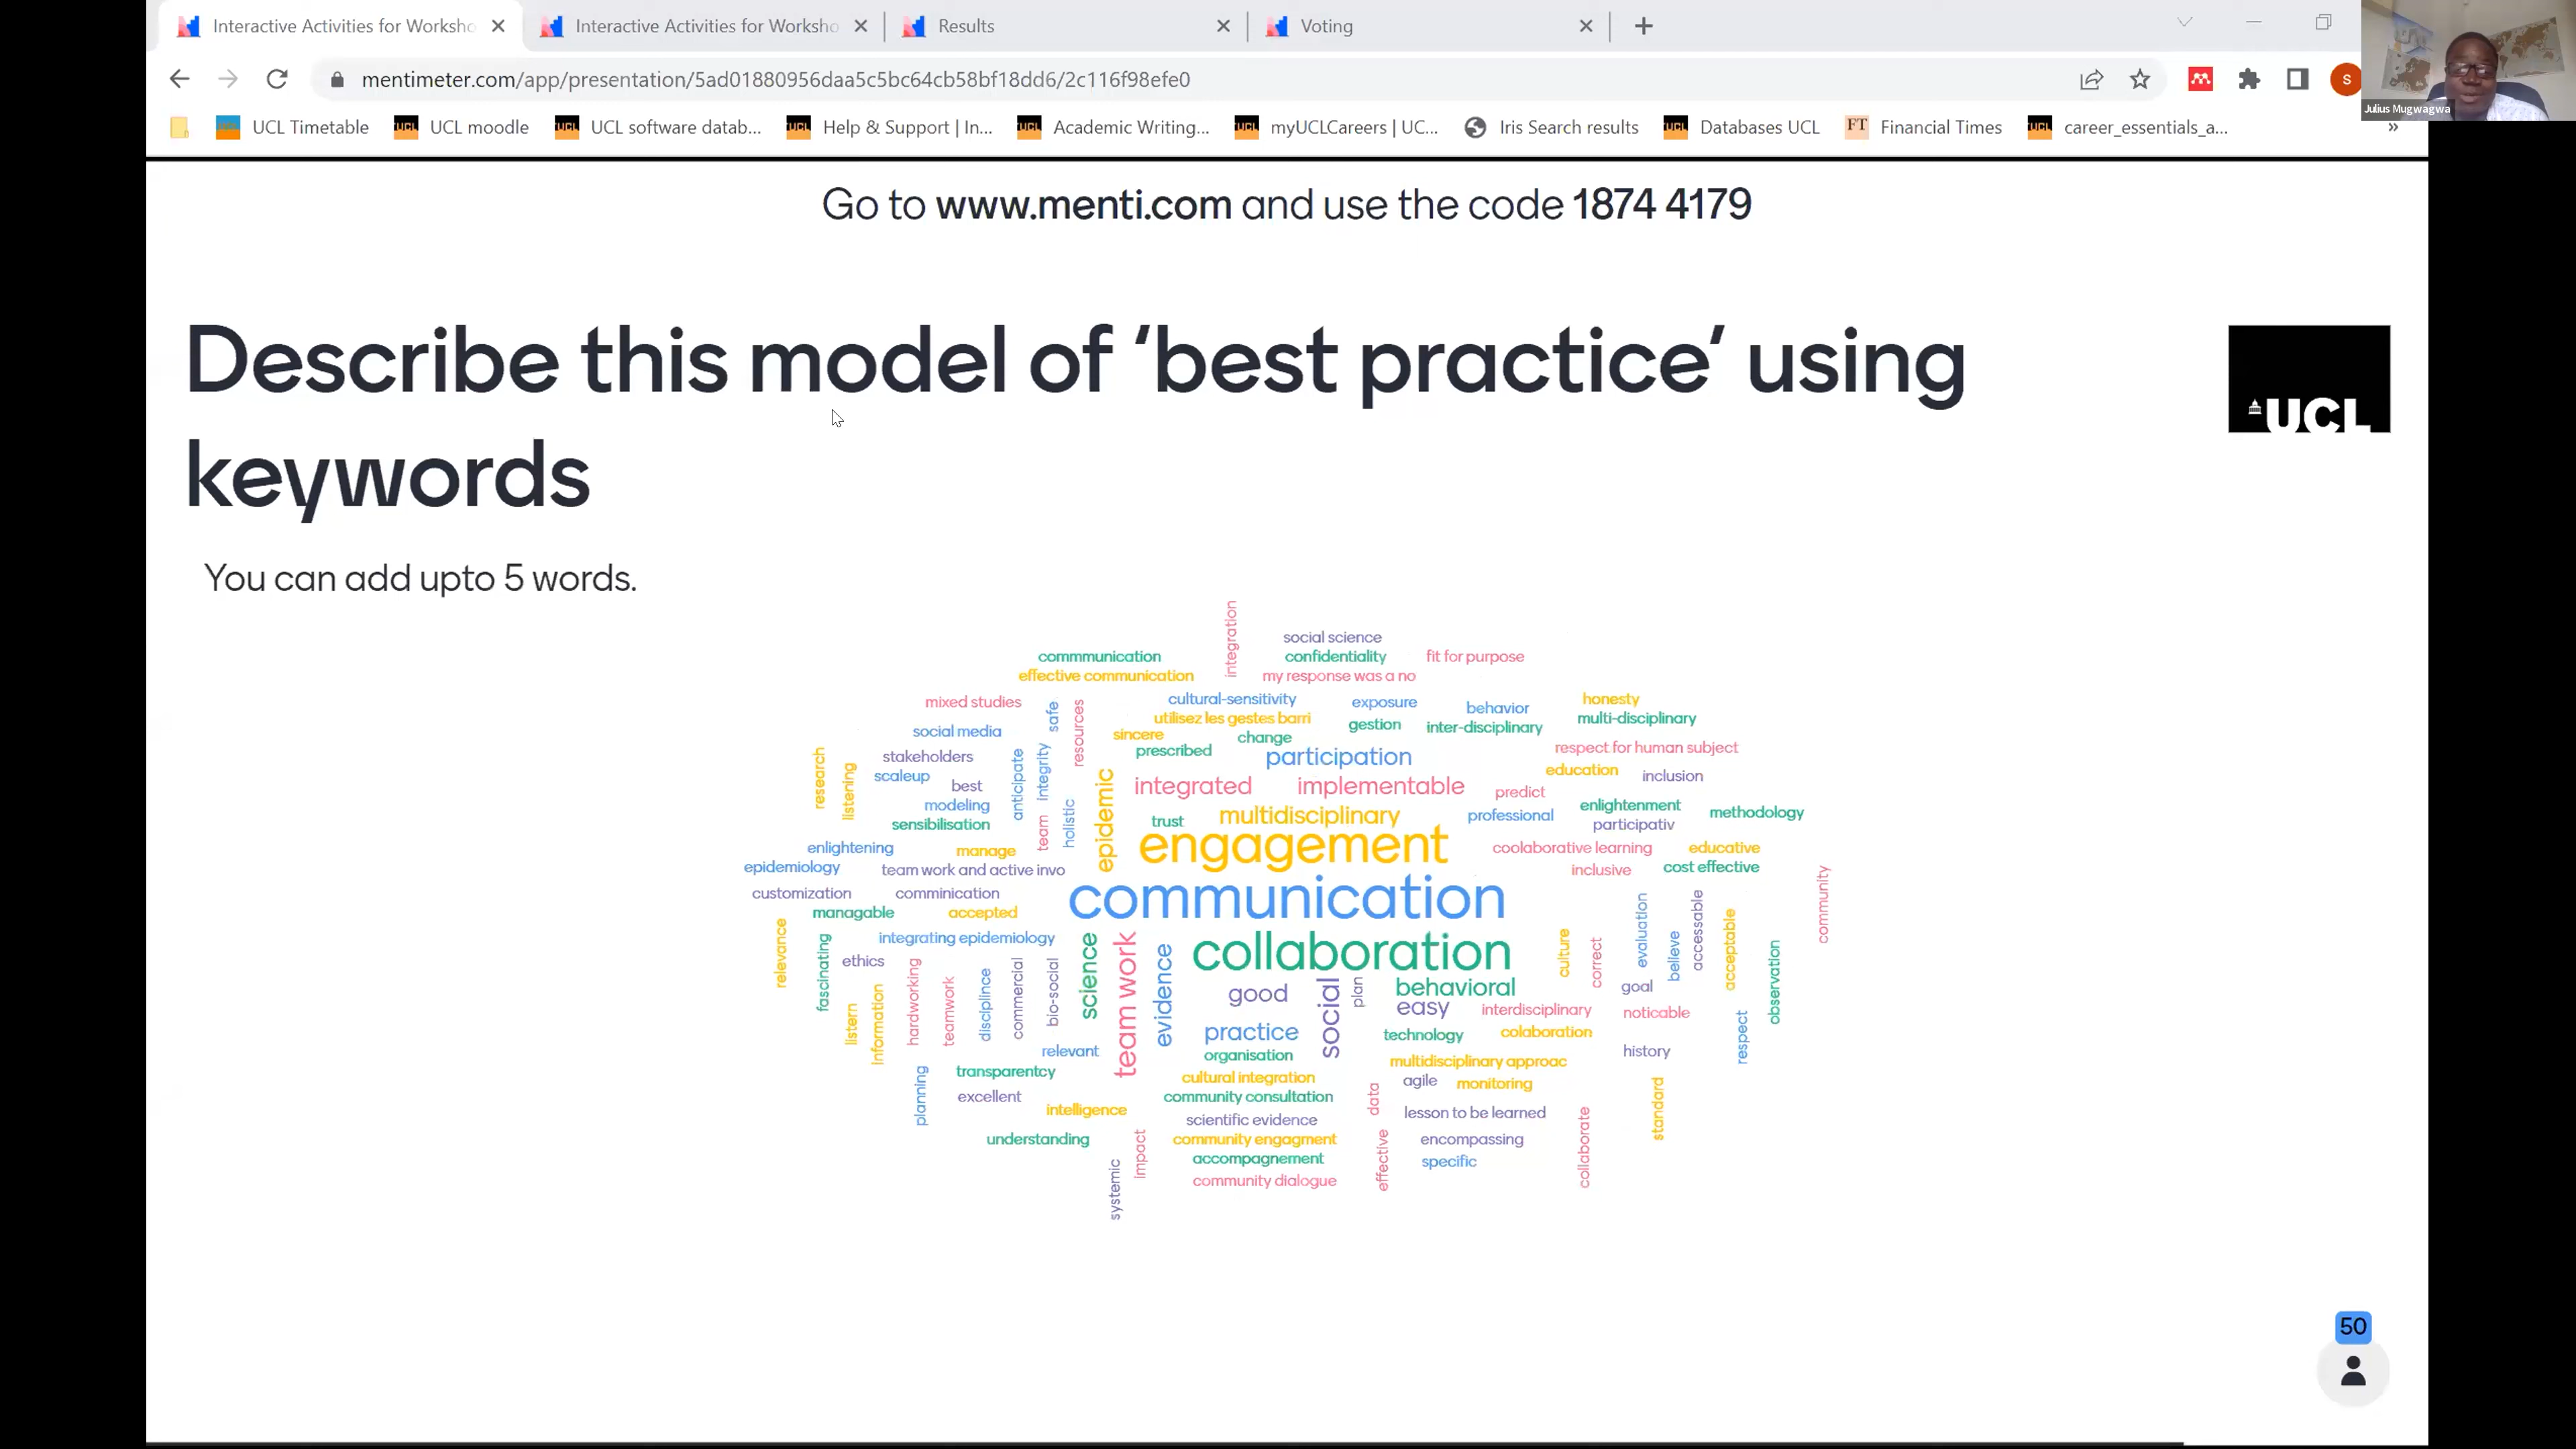 Interactive Activities for Worksho
Interactive Activities for Worksho
Results
Voting
mentimeter.com/app/presentation/5ad01880956daa5c5bc64cb58bf18dd6/2c116f98efe0
S
Julius Mugwagwa
UCL Timetable
UCL moodle
UCL software datab...
Help & Support | In...
Academic Writing...
myUCLCareers | UC...
Iris Search results
Databases UCL
FT
Financial Times
career_essentials_a...
»
Go to www.menti.com and use the code 1874 4179
Describe this model of ‘best practice’ using
keywords
UCL
You can add upto 5 words.
integration
social science
commmunication
confidentiality
fit for purpose
effective communication
my response was a no
mixed studies
cultural-sensitivity
exposure
honesty
safe
resources
behavior
utilisez les gestes barri
multi-disciplinary
social media
gestion
inter-disciplinary
sincere
change
research
listening
stakeholders
anticipate
integrity
prescribed
participation
respect for human subject
scaleup
education
inclusion
best
epidemic
integrated
implementable
predict
modeling
team
holistic
enlightenment
methodology
sensibilisation
trust
multidisciplinary
professional
participativ
enlightening
manage
engagement
coolaborative learning
educative
epidemiology
team work and active invo
inclusive
cost effective
customization
comminication
communication
community
managable
accepted
relevance
fascinating
integrating epidemiology
science
team work
evidence
collaboration
culture
correct
evaluation
believe
accessable
acceptable
observation
ethics
hardworking
teamwork
disciplince
commercial
bio-social
good
social
plan
behavioral
goal
listern
information
easy
interdisciplinary
noticable
practice
technology
colaboration
respect
relevant
organisation
history
planning
transparentcy
multidisciplinary approac
cultural integration
agile
monitoring
excellent
community consultation
data
standard
intelligence
scientific evidence
lesson to be learned
collaborate
understanding
impact
community engagment
effective
encompassing
accompagnement
specific
systemic
community dialogue
50